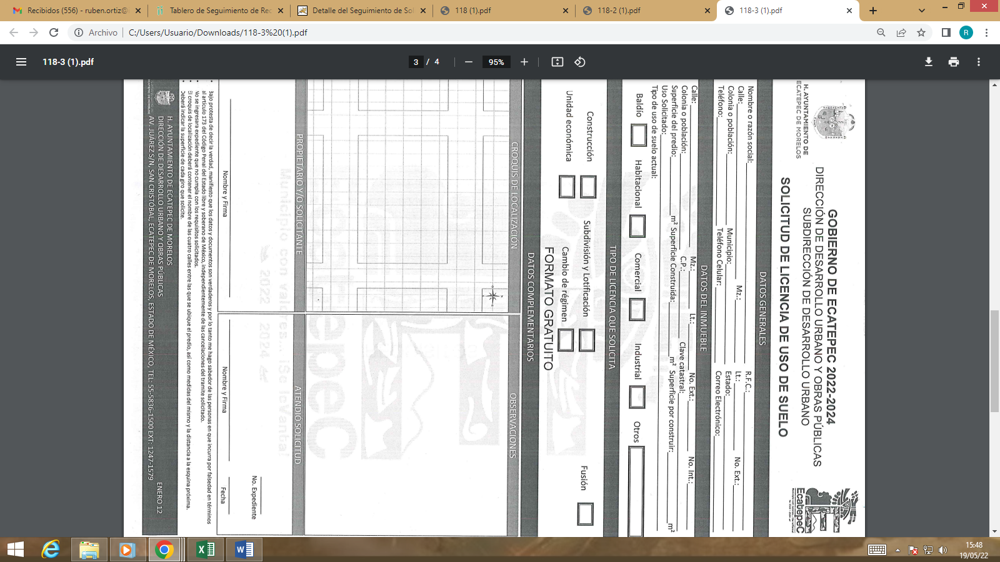 Recibidos (556) - ruben.ortiz@
Tablero de Seguimiento de Rec
Detalle del Seguimiento de Sol
118 (1).pdf
118-2 (1).pdf
118-3 (1).pdf
Archivo
C:/Users/Usuario/Downloads/118-3%20(1).pdf
R
118-3 (1).pdf
3 / 4
95%
H. AYUNTAMIENTO DE
ECATEPEC DE MORELOS
GOBIERNO DE ECATEPEC 2022-2024
DIRECCIÓN DE DESARROLLO URBANO Y OBRAS PÚBLICAS
SUBDIRECCIÓN DE DESARROLLO URBANO
SOLICITUD DE LICENCIA DE USO DE SUELO
EcatepeC
DATOS GENERALES
Nombre o razón social: R.F.C.:
Calle: Mz.: Lt.: No. Ext.:
Colonia o población: Municipio: Estado:
Teléfono: Teléfono Celular: Correo Electrónico:
DATOS DEL INMUEBLE
Calle: Mz.: Lt.: No. Ext.: No. Int.:
Colonia o población: C.P.: Clave catastral:
Superficie del predio: m² Superficie Construida: m² Superficie por construir: m²
Uso Solicitado:
Tipo de uso de suelo actual:
Baldío Habitacional Comercial Industrial Otros
TIPO DE LICENCIA QUE SOLICITA
Construcción Subdivisión y Lotificación Fusión
Unidad económica Cambio de régimen
FORMATO GRATUITO
DATOS COMPLEMENTARIOS
CROQUIS DE LOCALIZACIÓN OBSERVACIONES
PROPIETARIO Y/O SOLICITANTE ATENDIÓ SOLICITUD
Municipio con valores... ¡Se levanta!
2022 2024
No. Expediente
Nombre y Firma Nombre y Firma Fecha
Bajo protesta de decir la verdad, manifiesto que los datos y documentos son verdaderos y por lo tanto me hago sabedor de las personas en que incurra por falsedad en términos
al artículo 173 del Código Penal del Estado libre y soberano de México, independientemente de las cancelaciones del tramite solicitado.
No se ingresara expediente que no cumpla con los requisitos solicitados.
El croquis de localización deberá contener el nombre de las cuatro calles entre las que se ubique el predio, así como medidas del mismo y la distancia a la esquina próxima.
Deberá indicar la superficie de cada giro que solicite.
H. AYUNTAMIENTO DE ECATEPEC DE MORELOS
DIRECCIÓN DE DESARROLLO URBANO Y OBRAS PÚBLICAS ENERO 12
AV. JUÁREZ S/N, SAN CRISTÓBAL, ECATEPEC DE MORELOS, ESTADO DE MÉXICO, TEL: 55-5836-1500 EXT: 1247-1579
15:48
19/05/22